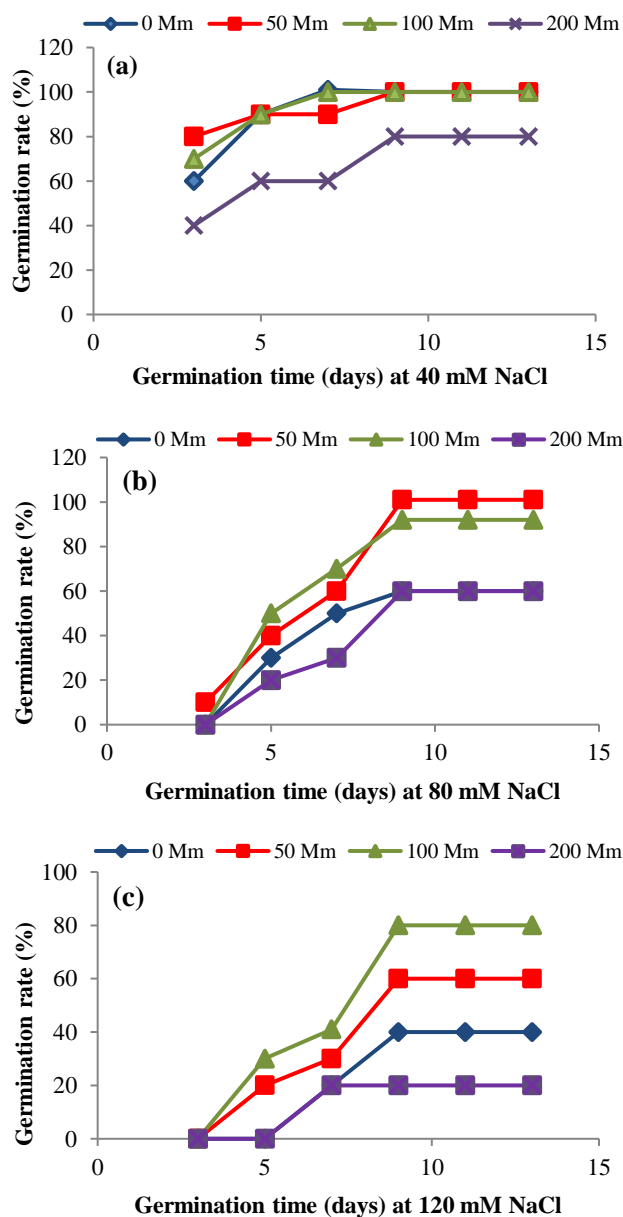 0 Mm 50 Mm 100 Mm 200 Mm
(a)
Germination rate (%)
120
100
80
60
40
20
0
0 5 10 15
Germination time (days) at 40 mM NaCl
0 Mm 50 Mm 100 Mm 200 Mm
(b)
Germination rate (%)
120
100
80
60
40
20
0
0 5 10 15
Germination time (days) at 80 mM NaCl
0 Mm 50 Mm 100 Mm 200 Mm
(c)
Germination rate (%)
100
80
60
40
20
0
0 5 10 15
Germination time (days) at 120 mM NaCl